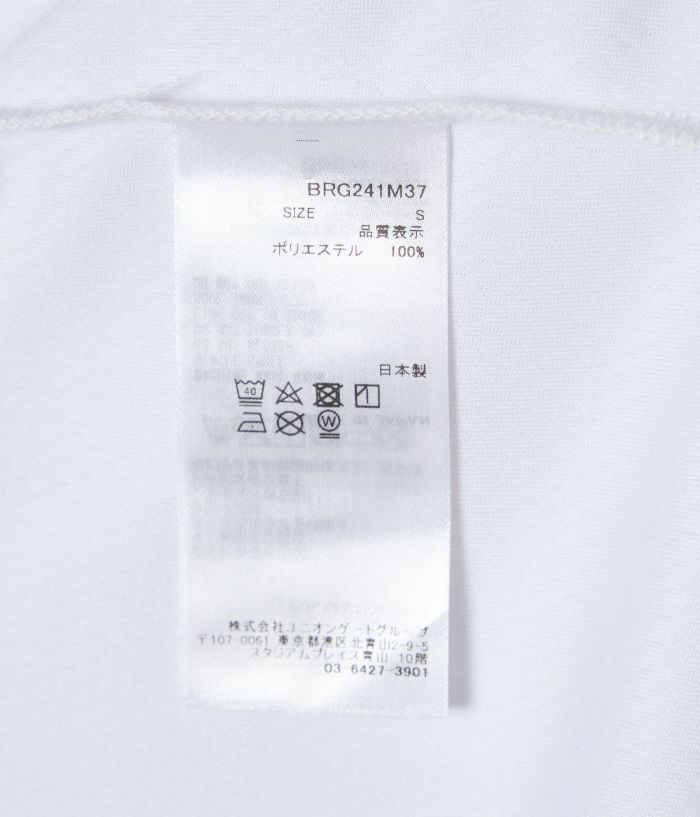 BRG241M37
SIZE S
品質表示
ポリエステル 100%
日本製
40
W
株式会社ユニオンゲートグループ
〒107-0061 東京都港区北青山2-9-5
スタジアムプレイス青山 10階
03-6427-3901